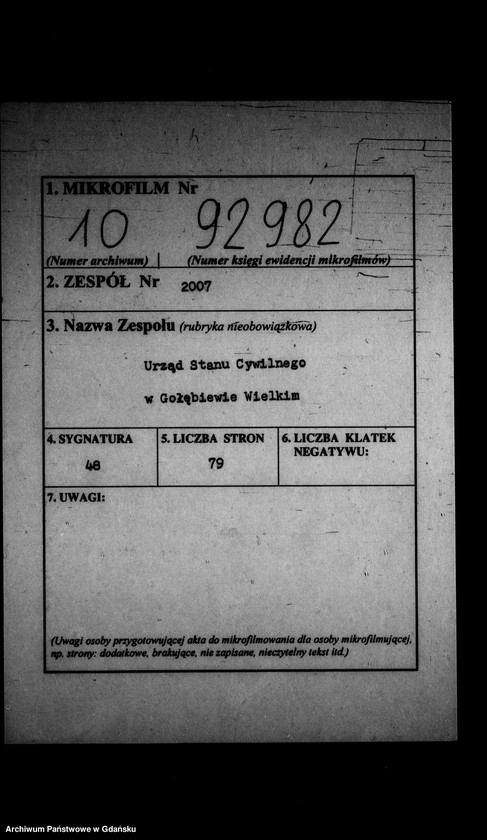 1. MIKROFILM Nr
10 92982
(Numer archiwum) (Numer księgi ewidencji mikrofilmów)
2. ZESPÓŁ Nr 2007
3. Nazwa Zespołu (rubryka nieobowiązkowa)
Urząd Stanu Cywilnego
w Gołębiewie Wielkim
4. SYGNATURA 5. LICZBA STRON 6. LICZBA KLATEK
NEGATYWU:
48 79
7. UWAGI:
(Uwagi osoby przygotowującej akta do mikrofilmowania dla osoby mikrofilmującej,
np. strony: dodatkowe, brakujące, nie zapisane, nieczytelny tekst itd.)
Archiwum Państwowe w Gdańsku